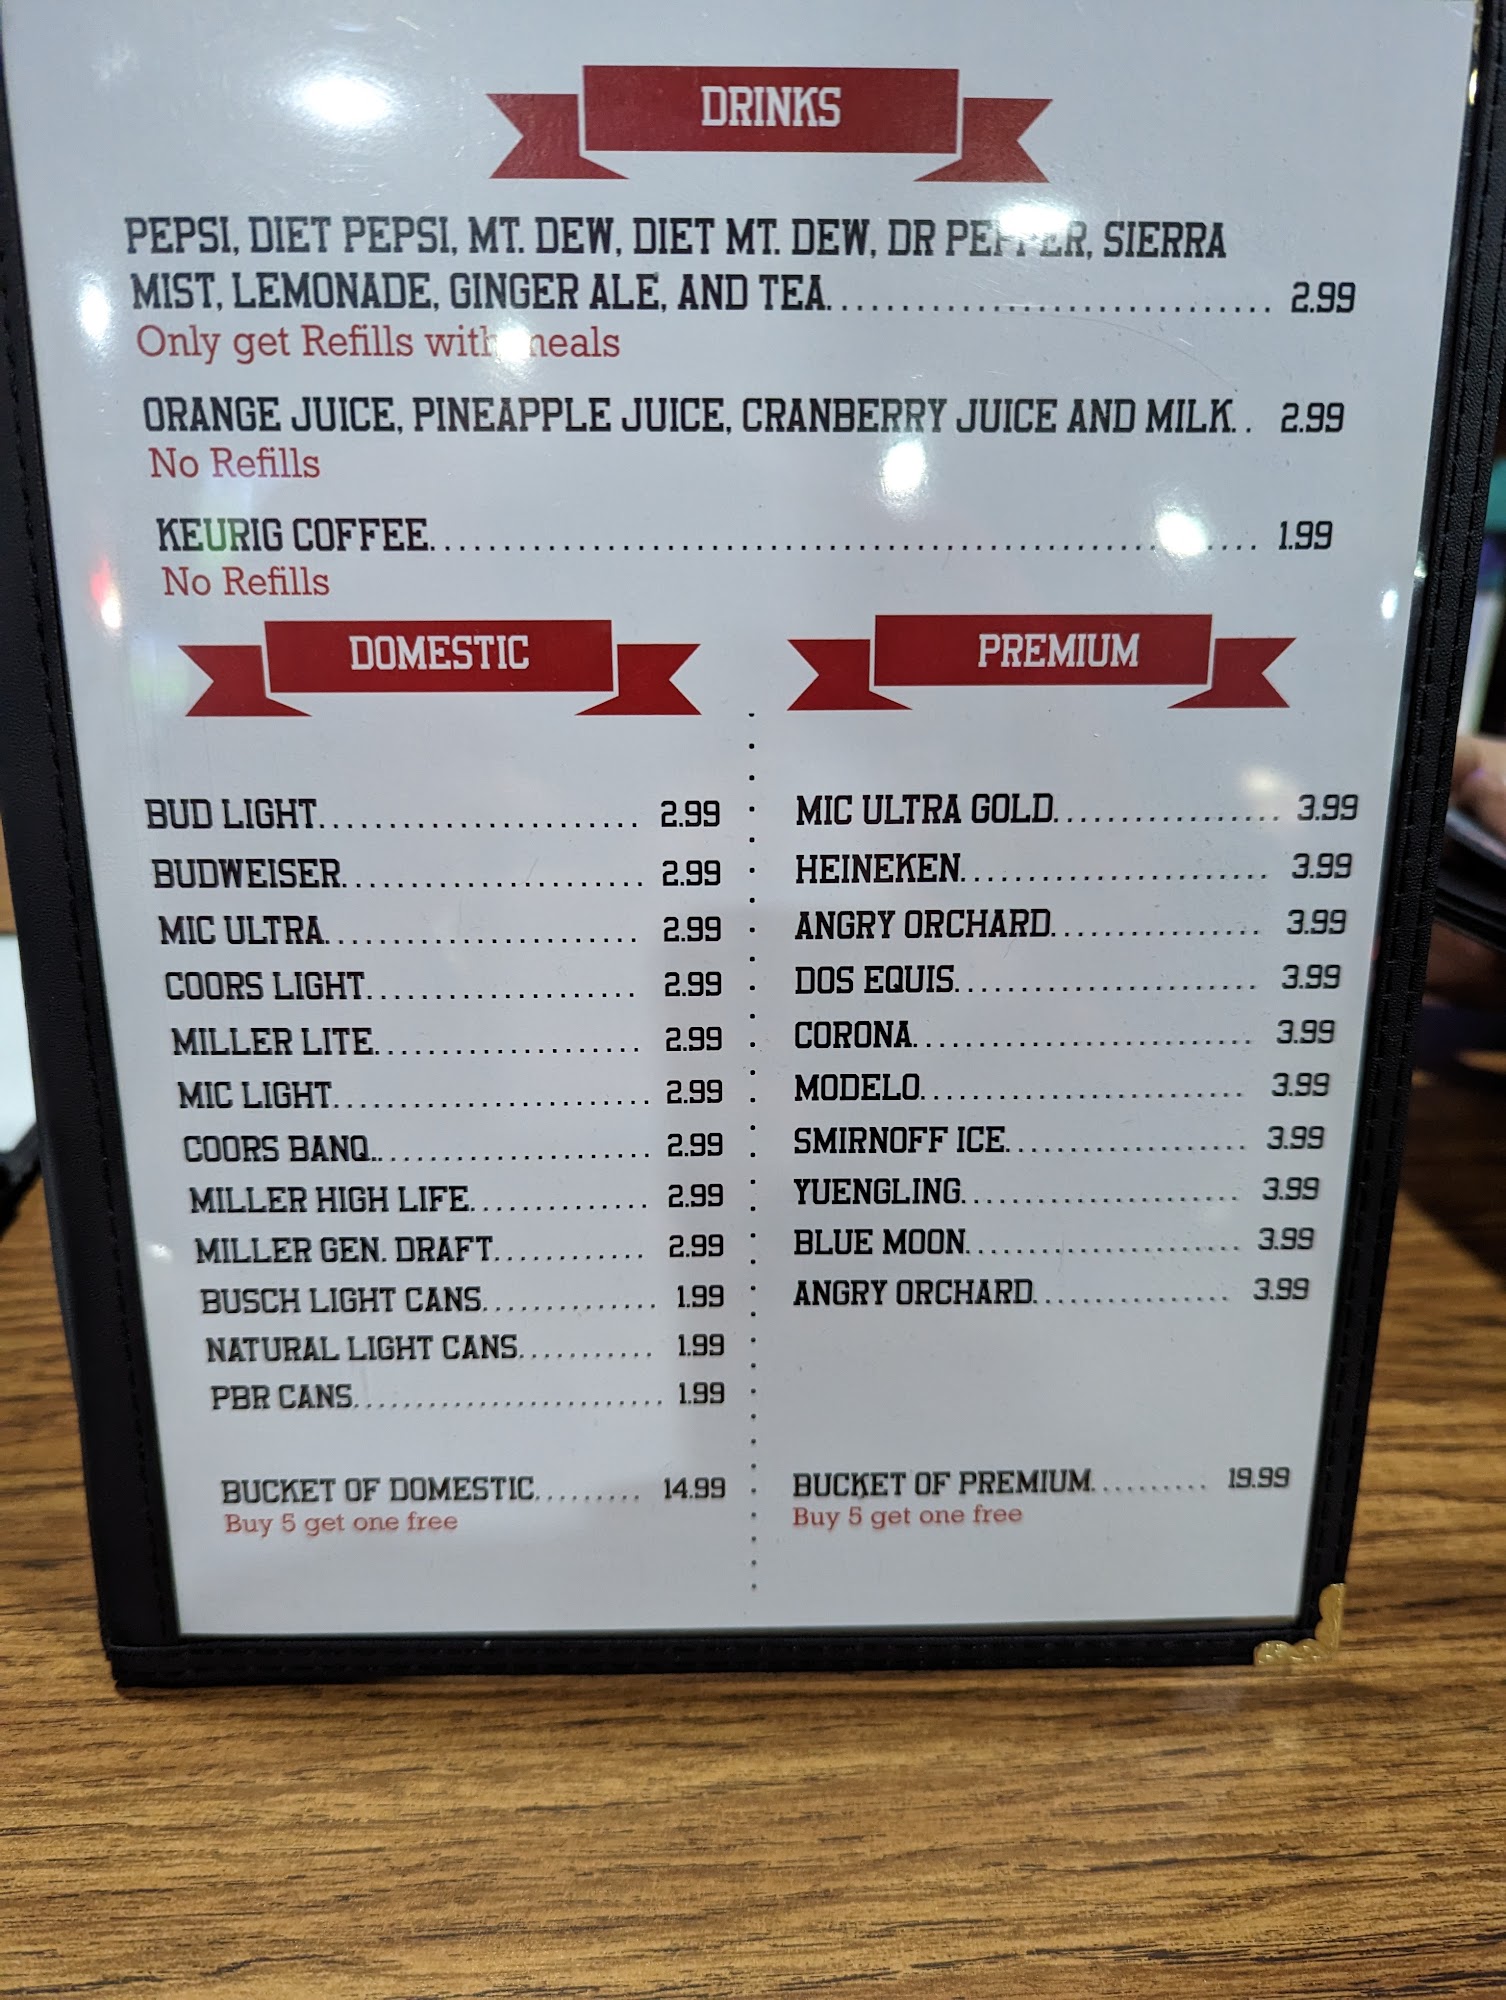 DRINKS
PEPSI, DIET PEPSI, MT. DEW, DIET MT. DEW, DR PEPPER, SIERRA
MIST, LEMONADE, GINGER ALE, AND TEA 2.99
Only get Refills with meals
ORANGE JUICE, PINEAPPLE JUICE, CRANBERRY JUICE AND MILK 2.99
No Refills
KEURIG COFFEE 1.99
No Refills
DOMESTIC
BUD LIGHT 2.99
BUDWEISER 2.99
MIC ULTRA 2.99
COORS LIGHT 2.99
MILLER LITE 2.99
MIC LIGHT 2.99
COORS BANQ. 2.99
MILLER HIGH LIFE 2.99
MILLER GEN. DRAFT 2.99
BUSCH LIGHT CANS 1.99
NATURAL LIGHT CANS 1.99
PBR CANS 1.99
BUCKET OF DOMESTIC 14.99
Buy 5 get one free
PREMIUM
MIC ULTRA GOLD 3.99
HEINEKEN 3.99
ANGRY ORCHARD 3.99
DOS EQUIS 3.99
CORONA 3.99
MODELO 3.99
SMIRNOFF ICE 3.99
YUENGLING 3.99
BLUE MOON 3.99
ANGRY ORCHARD 3.99
BUCKET OF PREMIUM 19.99
Buy 5 get one free